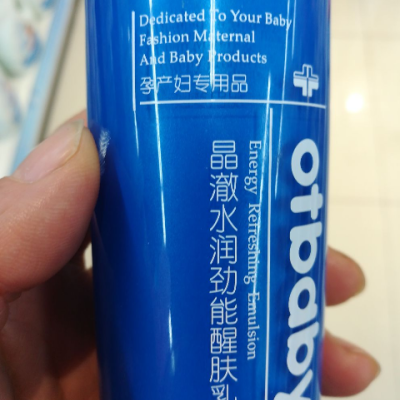 Dedicated To Your Baby
Fashion Maternal
And Baby Products
孕产妇专用品
otbaby
Energy Refreshing Emulsion
晶澈水润劲能醒肤乳